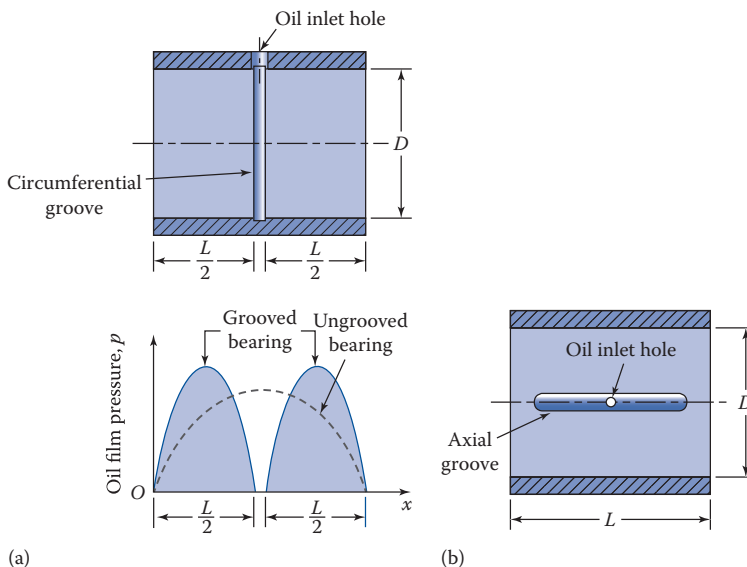 Oil inlet hole
D
Circumferential
groove
L/2
L/2
Grooved
bearing
Ungrooved
bearing
Oil film pressure, p
O
x
L/2
L/2
(a)
Oil inlet hole
D
Axial
groove
L
(b)